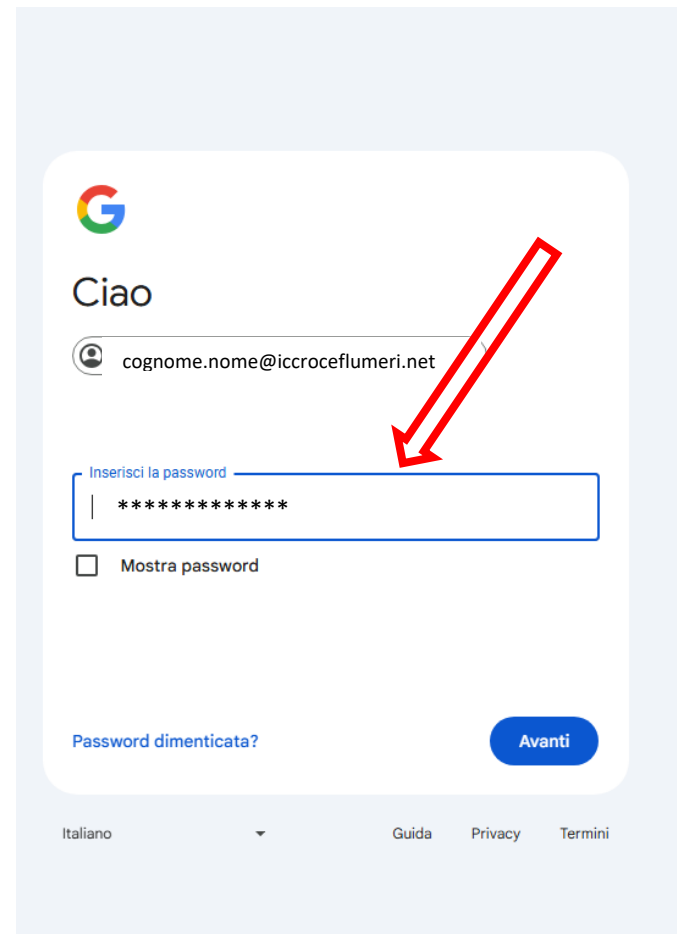 Ciao
cognome.nome@iccroceflumeri.net
Inserisci la password
*************
Mostra password
Password dimenticata?
Avanti
Italiano
Guida
Privacy
Termini